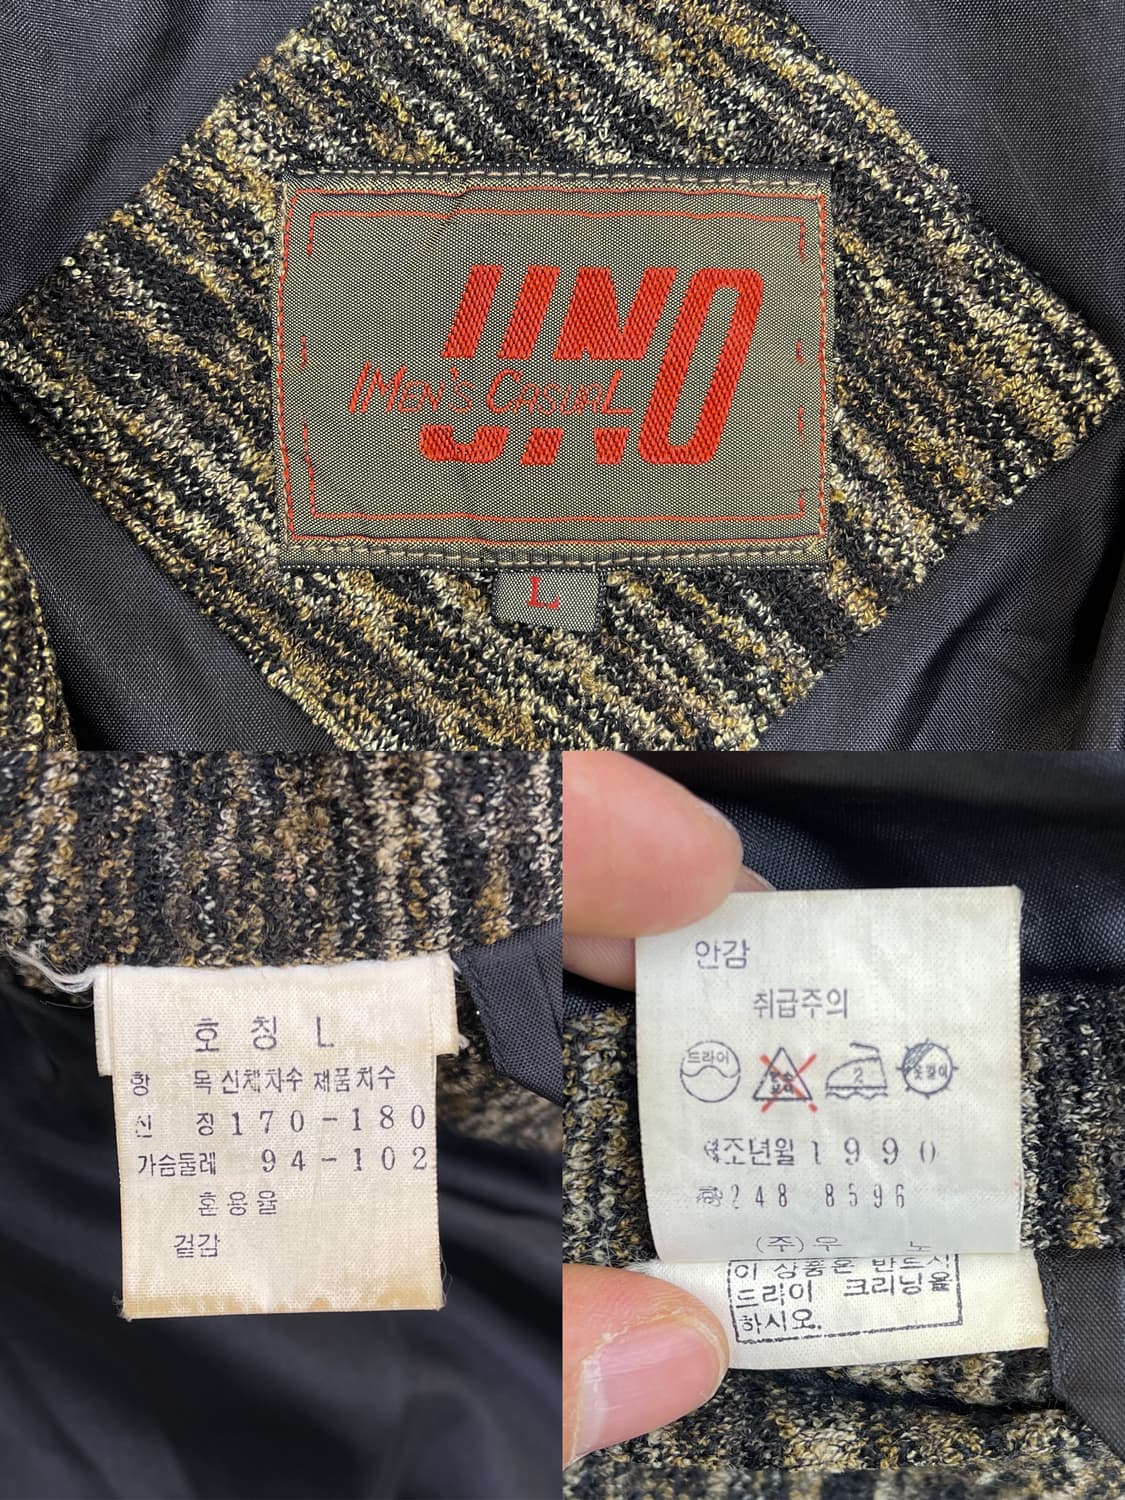 UNO
Men's Casual
L
호칭 L
항 목 신체치수 제품치수
신 장 170-180
가슴둘레 94-102
혼용율
겉감
안감
취급주의
드라이
2
옷걸이
제조년월 1990
☎248 8596
(주)우 노
이 상품은 반드시
드라이 크리닝을
하시오.